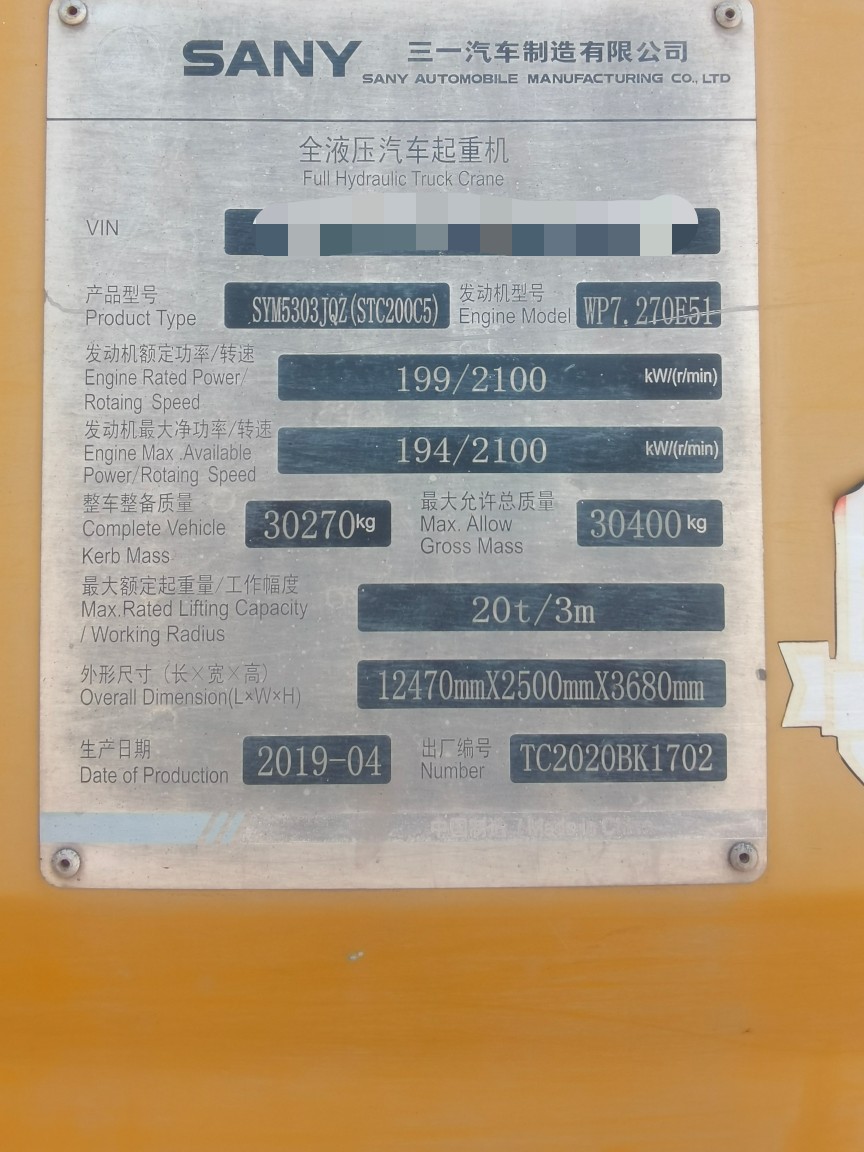 SANY 三一汽车制造有限公司
SANY AUTOMOBILE MANUFACTURING CO., LTD
全液压汽车起重机
Full Hydraulic Truck Crane
VIN
产品型号
Product Type
SYM5303JQZ(STC200C5)
发动机型号
Engine Model
WP7.270E51
发动机额定功率/转速
Engine Rated Power/
Rotaing Speed
199/2100 kW/(r/min)
发动机最大净功率/转速
Engine Max .Available
Power/Rotaing Speed
194/2100 kW/(r/min)
整车整备质量
Complete Vehicle
Kerb Mass
30270kg
最大允许总质量
Max. Allow
Gross Mass
30400kg
最大额定起重量/工作幅度
Max.Rated Lifting Capacity
/ Working Radius
20t/3m
外形尺寸（长×宽×高）
Overall Dimension(L×W×H)
12470mmX2500mmX3680mm
生产日期
Date of Production
2019-04
出厂编号
Number
TC2020BK1702
中国制造 Made in China